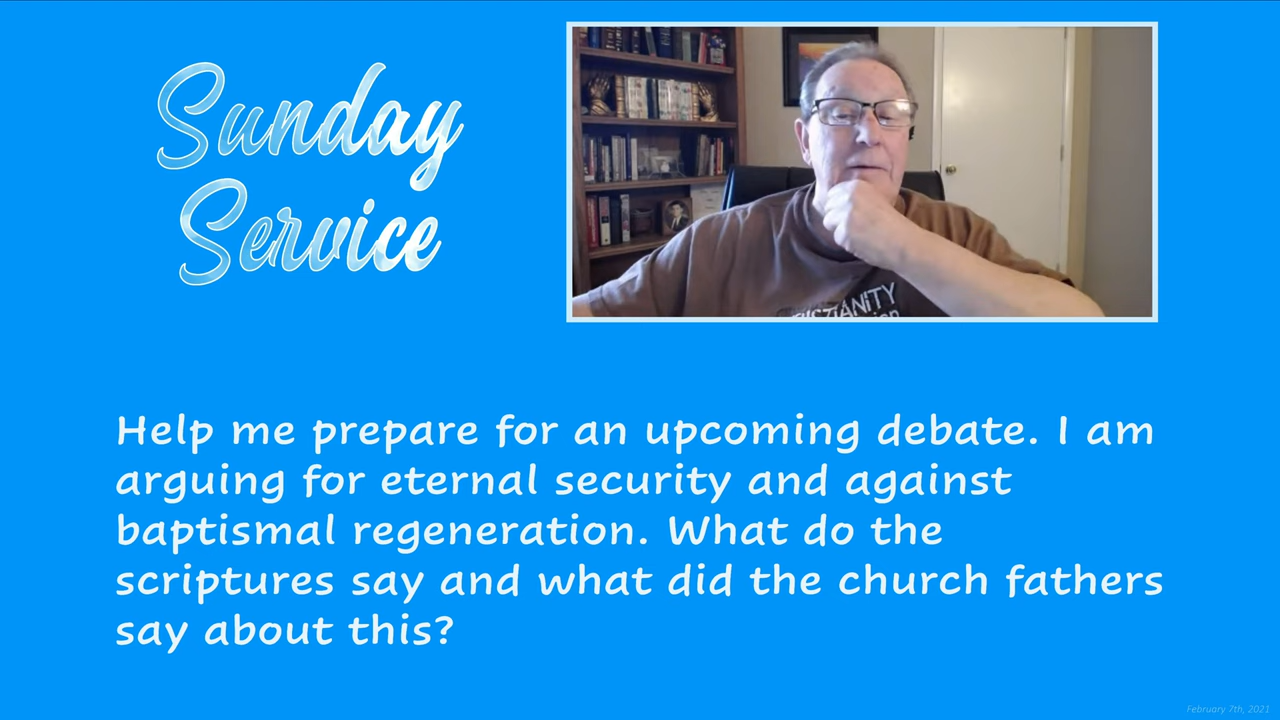 Sunday
Service
ISTIANITY
Help me prepare for an upcoming debate. I am
arguing for eternal security and against
baptismal regeneration. What do the
scriptures say and what did the church fathers
say about this?
February 7th, 2021